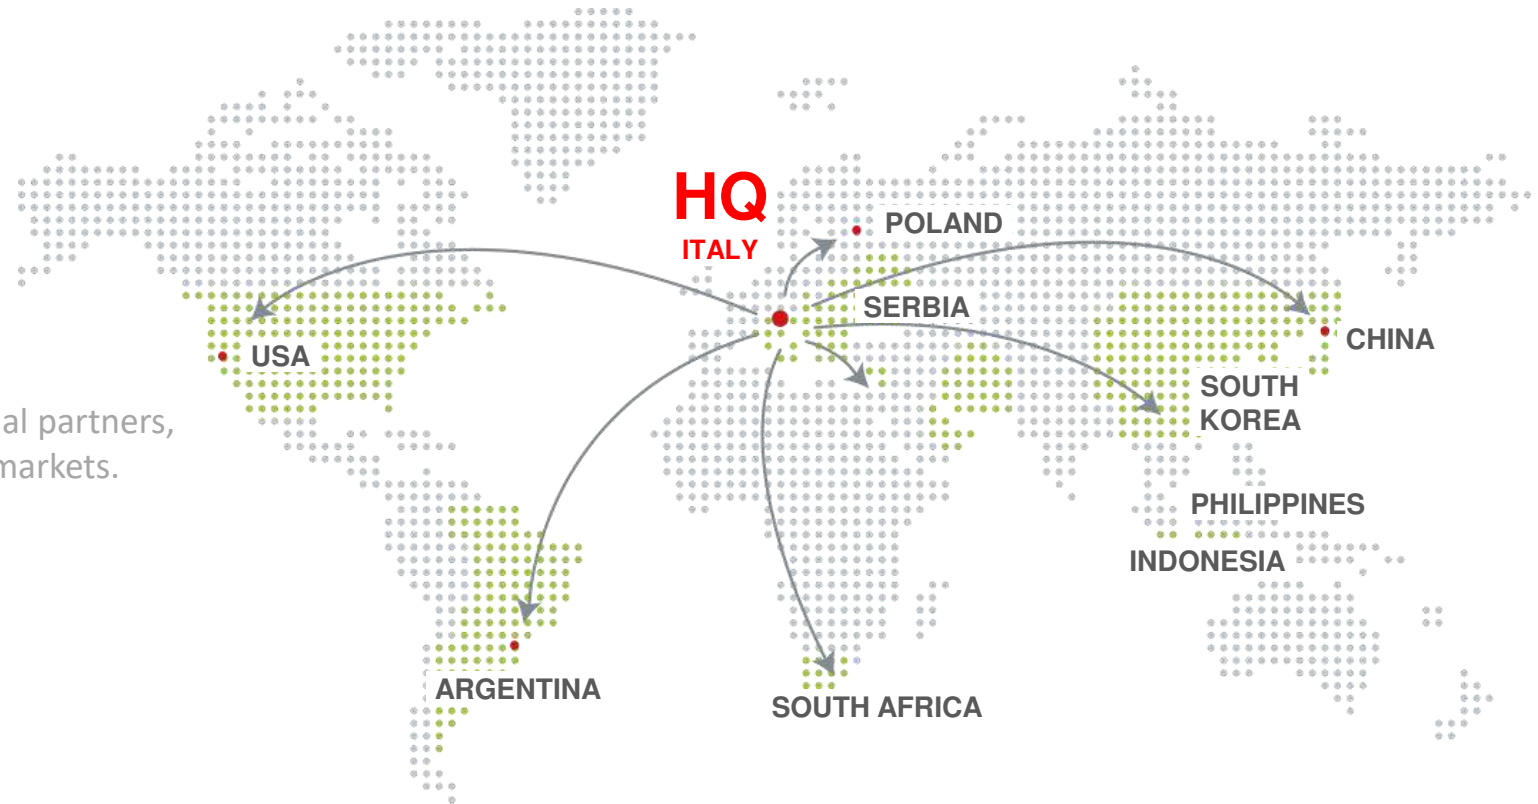 HQ
ITALY
POLAND
SERBIA
USA
CHINA
SOUTH
KOREA
al partners,
markets.
PHILIPPINES
INDONESIA
ARGENTINA
SOUTH AFRICA